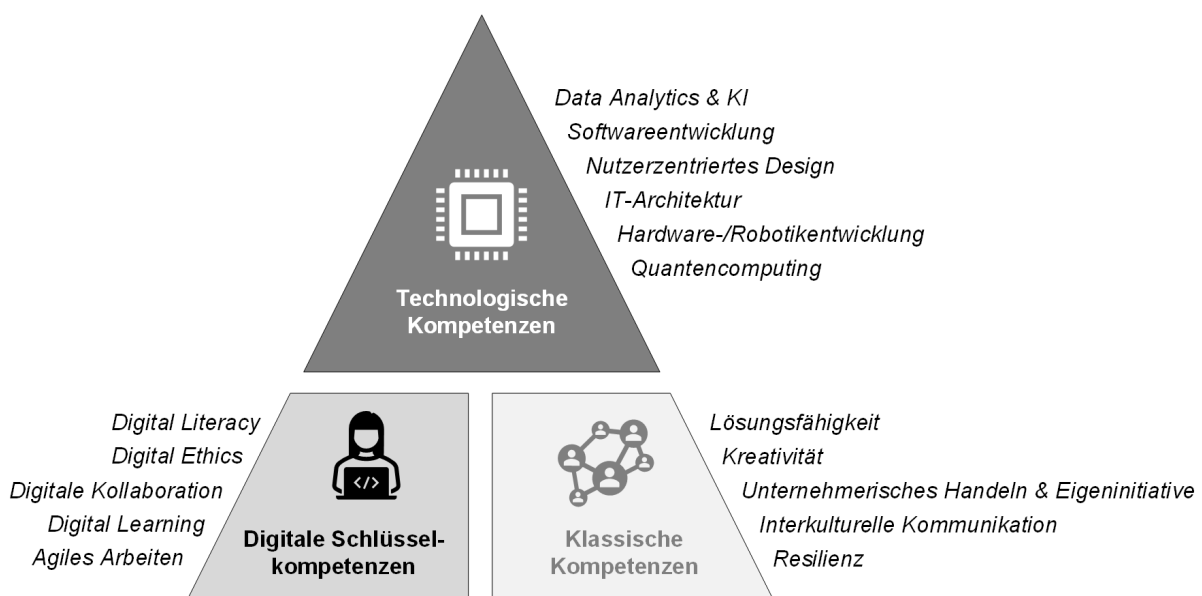 Data Analytics & KI
Softwareentwicklung
Nutzerzentriertes Design
IT-Architektur
Hardware-/Robotikentwicklung
Quantencomputing
Technologische
Kompetenzen
Digital Literacy
Digital Ethics
Digitale Kollaboration
Digital Learning
Agiles Arbeiten
</>
Digitale Schlüssel-
kompetenzen
Klassische
Kompetenzen
Lösungsfähigkeit
Kreativität
Unternehmerisches Handeln & Eigeninitiative
Interkulturelle Kommunikation
Resilienz